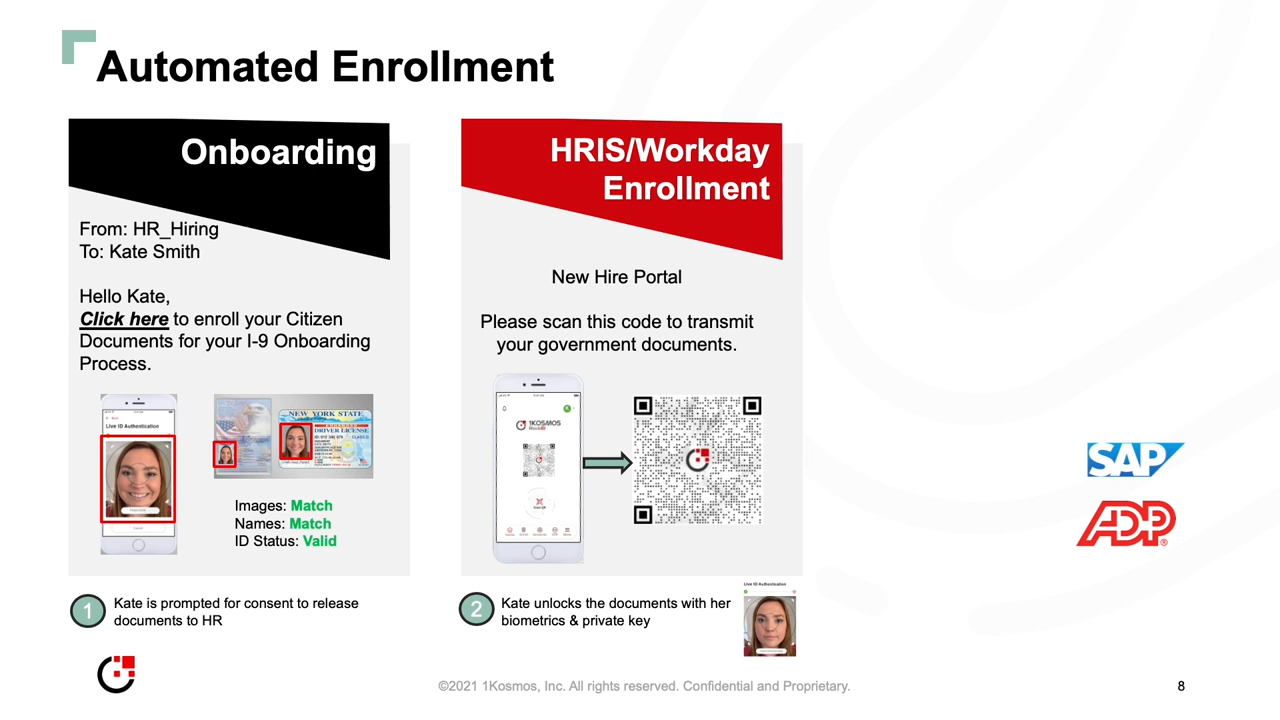 Automated Enrollment
Onboarding
From: HR_Hiring
To: Kate Smith
Hello Kate,
Click here to enroll your Citizen
Documents for your I-9 Onboarding
Process.
Live ID Authentication
NEW YORK STATE
DRIVER LICENSE
Images: Match
Names: Match
ID Status: Valid
1
Kate is prompted for consent to release
documents to HR
HRIS/Workday
Enrollment
New Hire Portal
Please scan this code to transmit
your government documents.
1KOSMOS
BlockID
2
Kate unlocks the documents with her
biometrics & private key
Live ID Authentication
SAP
ADP®
©2021 1Kosmos, Inc. All rights reserved. Confidential and Proprietary.
8